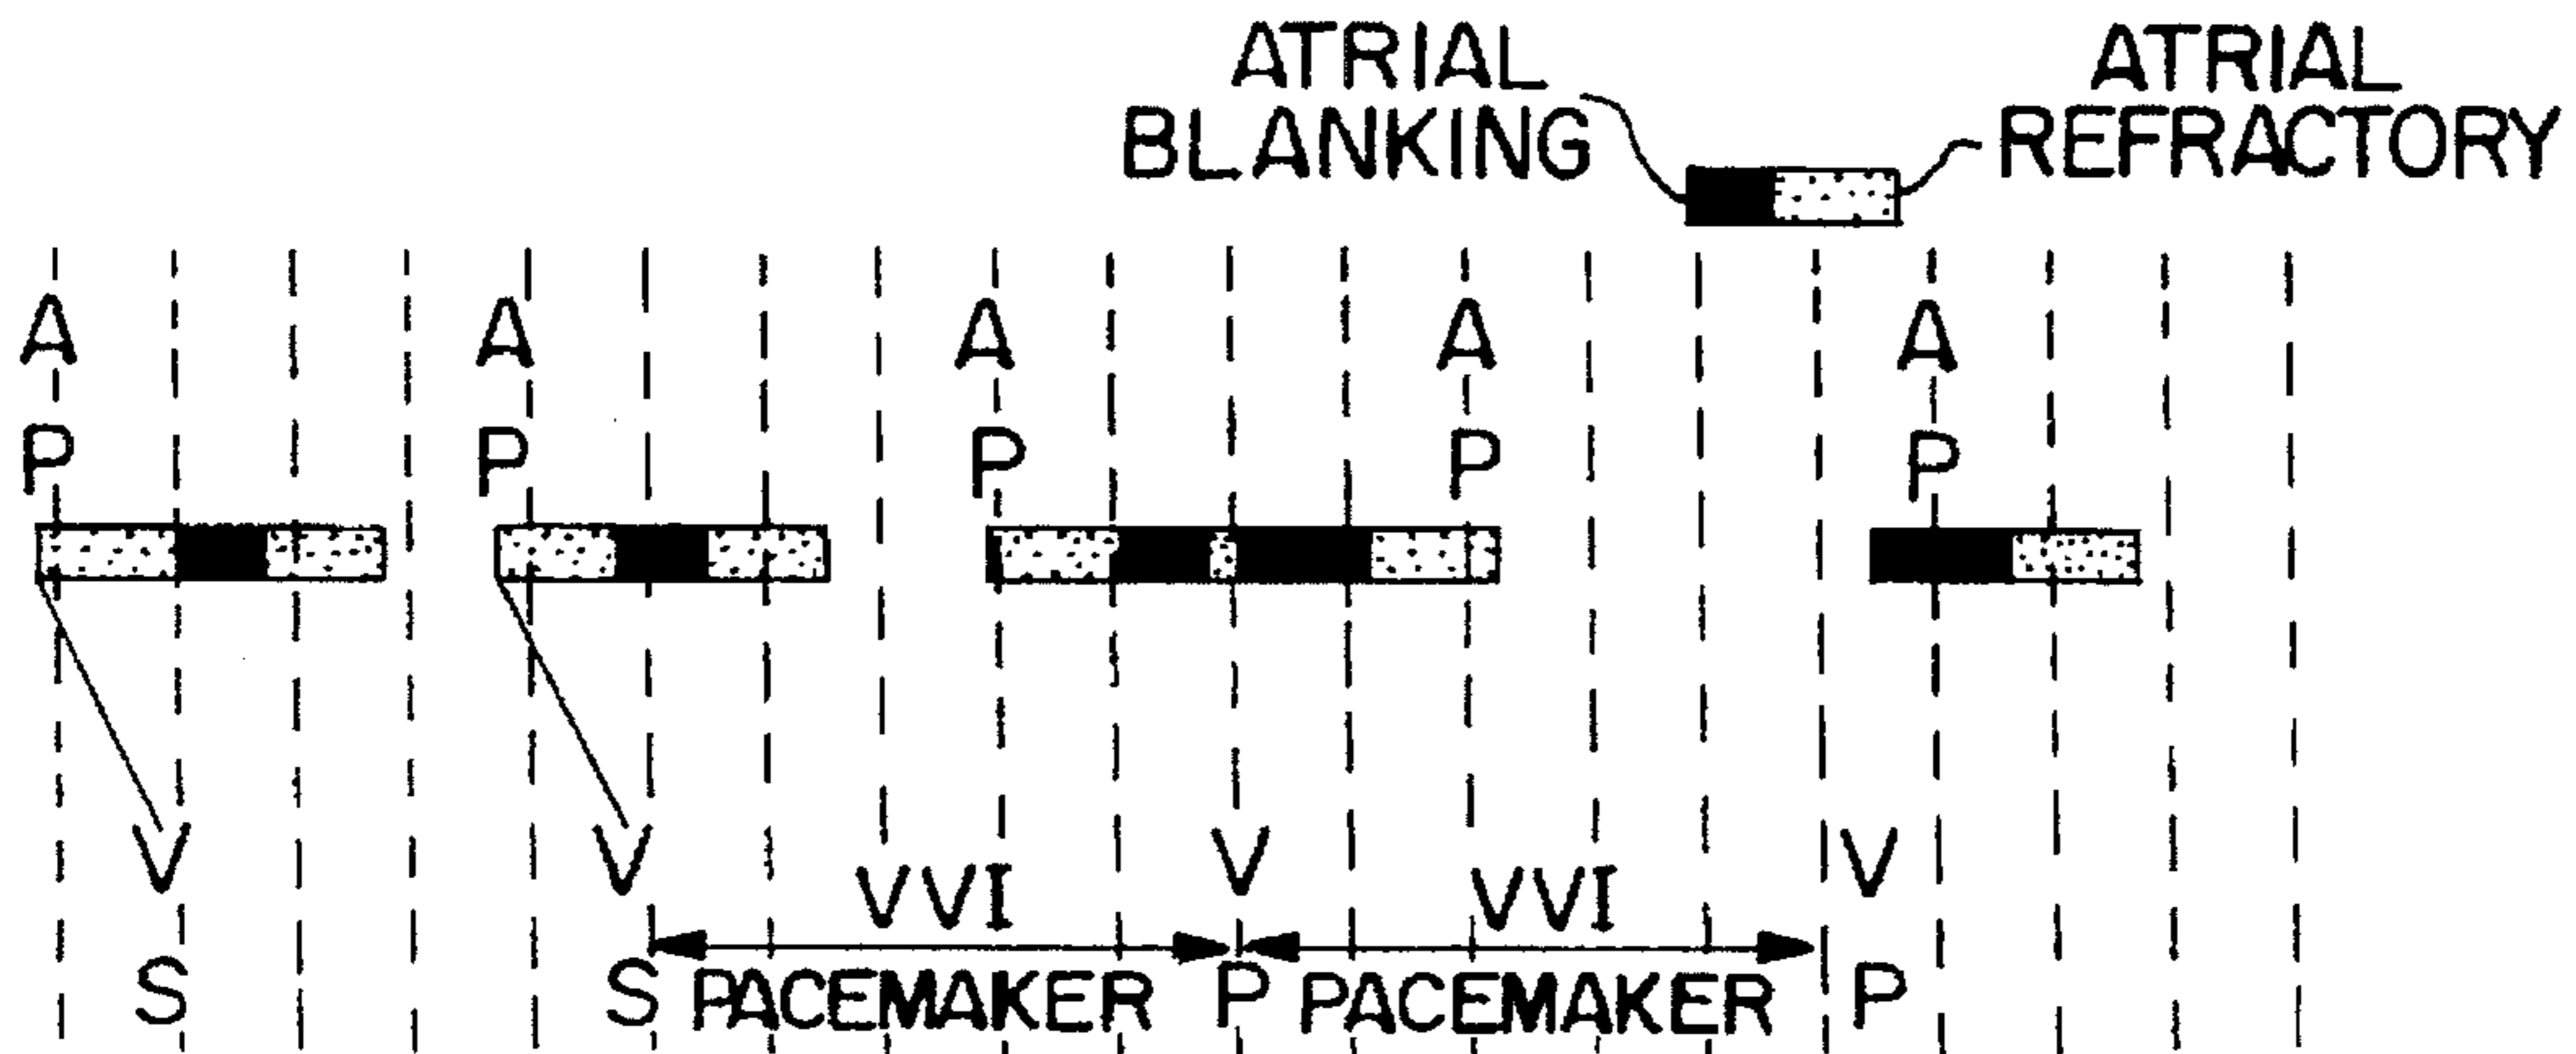 ATRIAL BLANKING
ATRIAL REFRACTORY
A A A A A
P P P P P
V V VVI V VVI V
S S PACEMAKER P PACEMAKER P